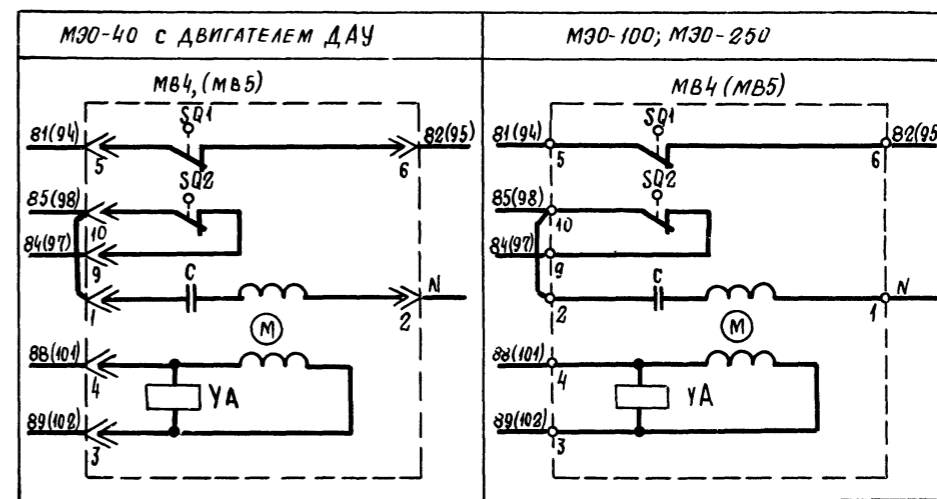 МЭО-40 С ДВИГАТЕЛЕМ ДАУ
МВ4, (МВ5)
SQ1
81(94)
82(95)
5
6
SQ2
85(98)
10
84(97)
9
C
N
1
2
M
88(101)
4
YA
89(102)
3
МЭО-100; МЭО-250
МВ4 (МВ5)
SQ1
81(94)
82(95
5
6
SQ2
85(98)
10
84(97)
9
C
N
2
1
M
88(101)
4
YA
89(102)
3